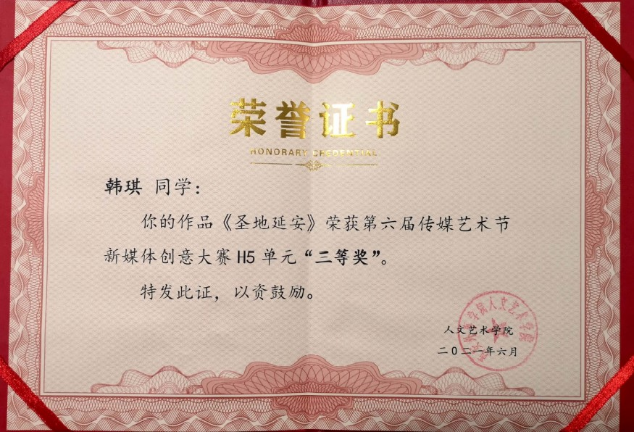 荣誉证书
HONORARY CREDENTIAL
韩琪 同学：
你的作品《圣地延安》荣获第六届传媒艺术节
新媒体创意大赛H5单元“三等奖”。
特发此证，以资鼓励。
人文艺术学院
二〇二一年六月